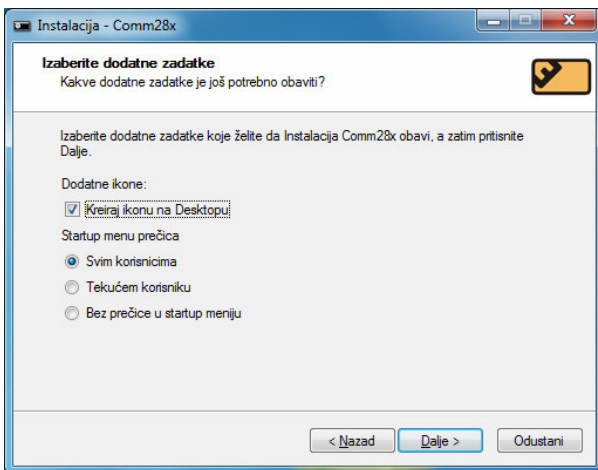 Instalacija - Comm28x
Izaberite dodatne zadatke
Kakve dodatne zadatke je još potrebno obaviti?
Izaberite dodatne zadatke koje želite da Instalacija Comm28x obavi, a zatim pritisnite
Dalje.
Dodatne ikone:
Kreiraj ikonu na Desktopu
Startup menu prečica
Svim korisnicima
Tekućem korisniku
Bez prečice u startup meniju
< Nazad
Dalje >
Odustani